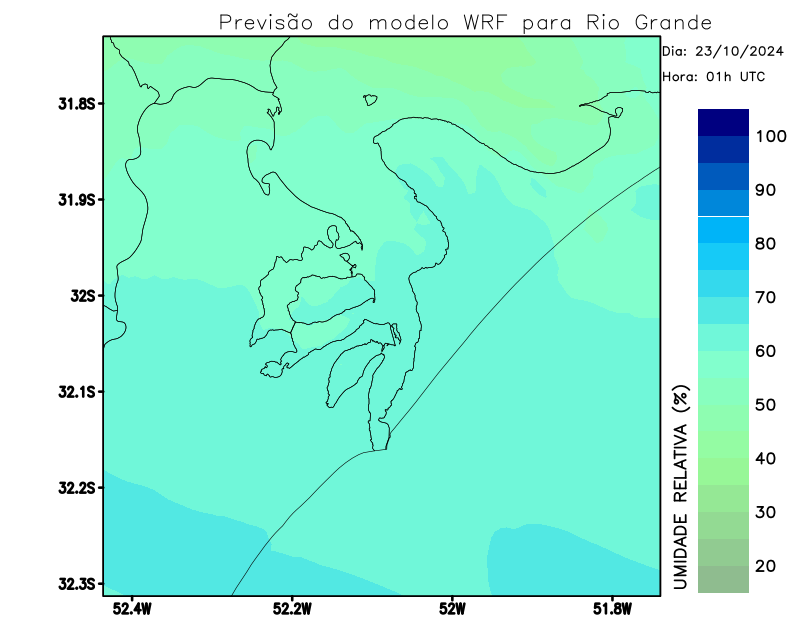 Previsão do modelo WRF para Rio Grande
Dia: 23/10/2024
Hora: 01h UTC
31.8S
31.9S
32S
32.1S
32.2S
32.3S
52.4W
52.2W
52W
51.8W
100
90
80
70
60
50
40
30
20
UMIDADE RELATIVA (%)